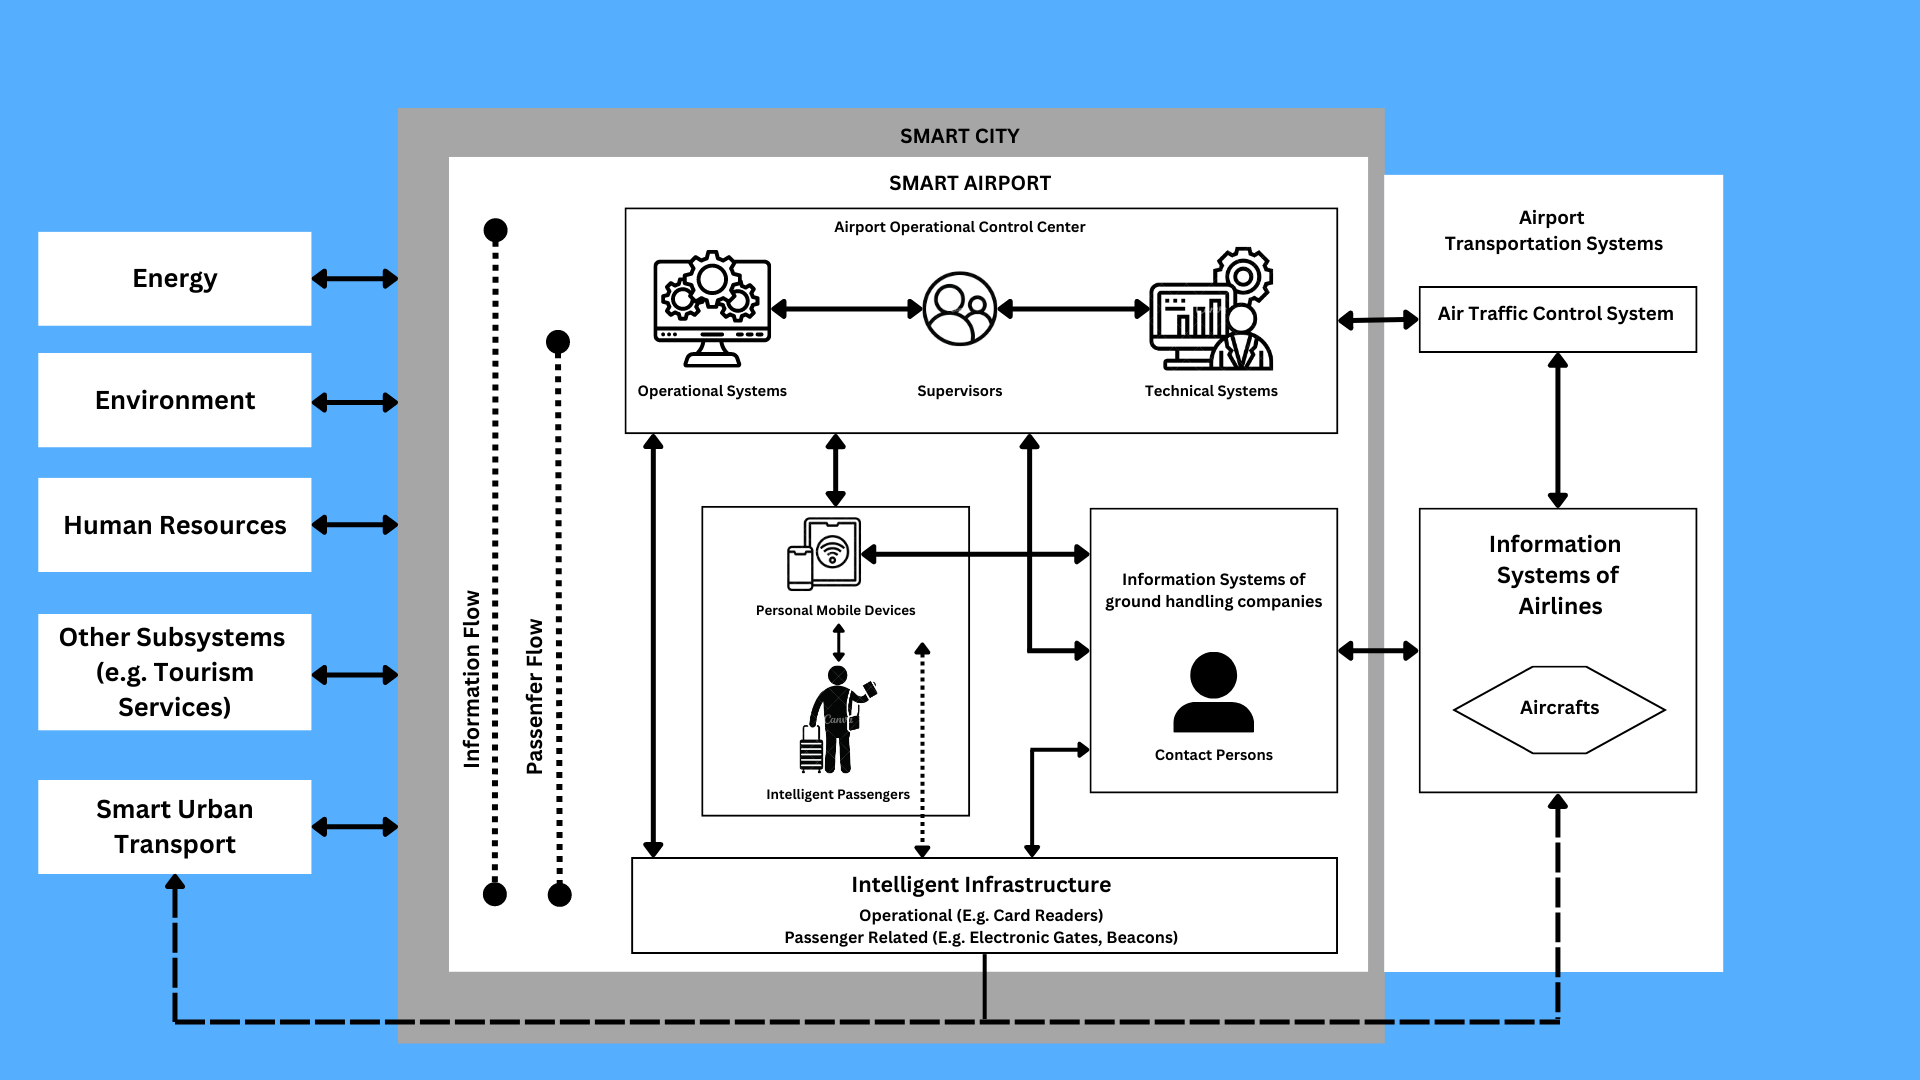 SMART CITY
SMART AIRPORT
Airport Operational Control Center
Operational Systems
Supervisors
Technical Systems
Airport
Transportation Systems
Air Traffic Control System
Energy
Environment
Human Resources
Other Subsystems
(e.g. Tourism
Services)
Smart Urban
Transport
Information Flow
Passenfer Flow
Personal Mobile Devices
Canva
Intelligent Passengers
Information Systems of
ground handling companies
Contact Persons
Information
Systems of
Airlines
Aircrafts
Intelligent Infrastructure
Operational (E.g. Card Readers)
Passenger Related (E.g. Electronic Gates, Beacons)